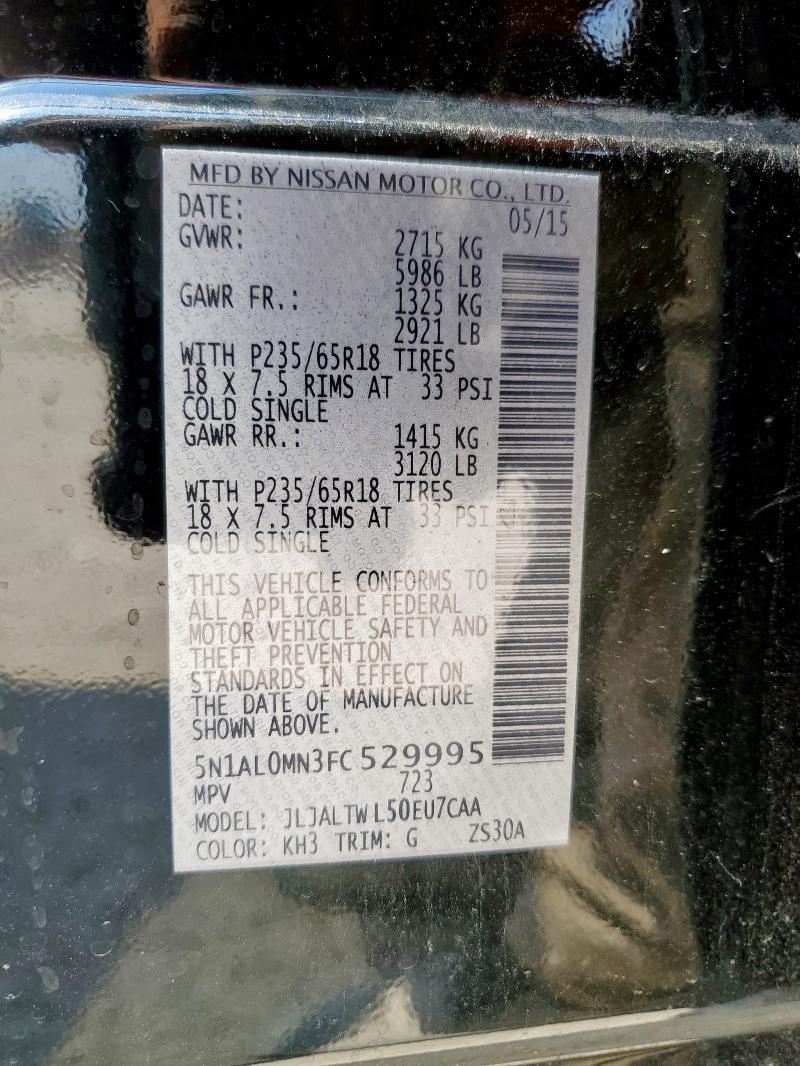 MFD BY NISSAN MOTOR CO., LTD.
DATE: 05/15
GVWR: 2715 KG
5986 LB
GAWR FR.: 1325 KG
2921 LB
WITH P235/65R18 TIRES
18 X 7.5 RIMS AT 33 PSI
COLD SINGLE
GAWR RR.: 1415 KG
3120 LB
WITH P235/65R18 TIRES
18 X 7.5 RIMS AT 33 PSI
COLD SINGLE
THIS VEHICLE CONFORMS TO
ALL APPLICABLE FEDERAL
MOTOR VEHICLE SAFETY AND
THEFT PREVENTION
STANDARDS IN EFFECT ON
THE DATE OF MANUFACTURE
SHOWN ABOVE.
5N1AL0MN3FC 529995
MPV 723
MODEL: JLJALTW L50EU7CAA
COLOR: KH3 TRIM: G ZS30A